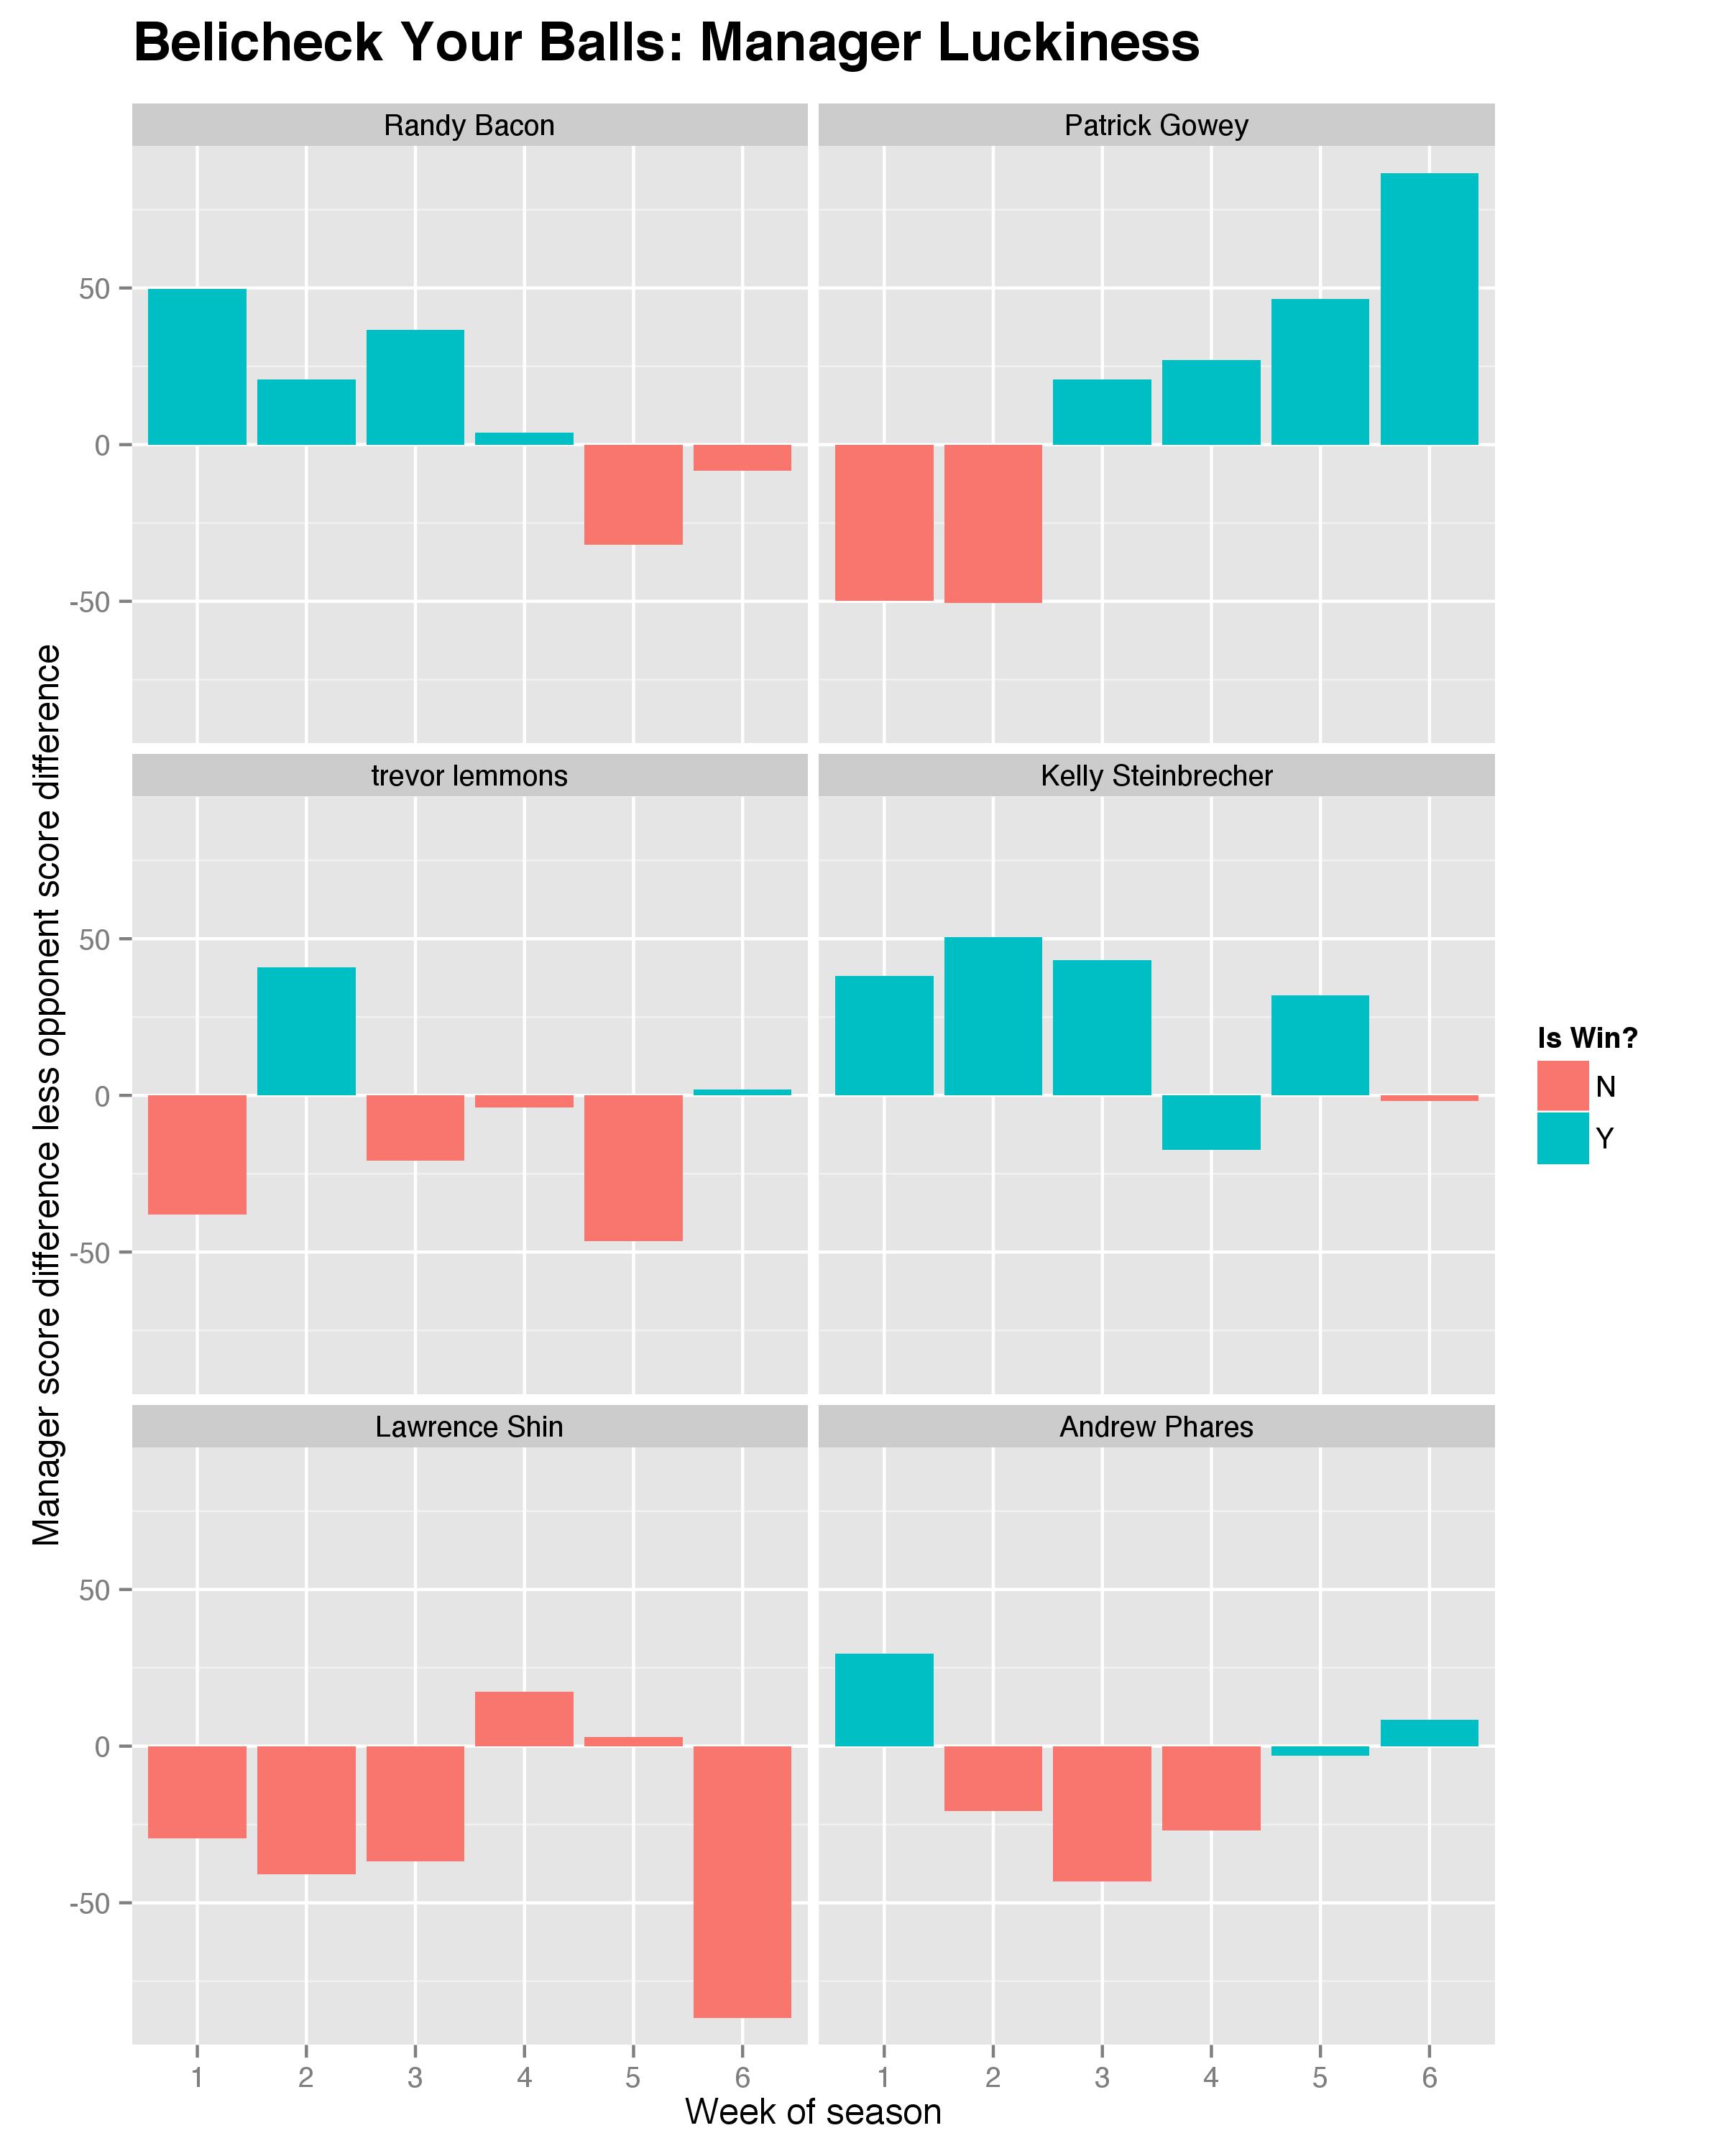 Belicheck Your Balls: Manager Luckiness
Randy Bacon
Patrick Gowey
50
0
-50
trevor lemmons
Kelly Steinbrecher
50
0
-50
Lawrence Shin
Andrew Phares
50
0
-50
1 2 3 4 5 6
1 2 3 4 5 6
Week of season
Manager score difference less opponent score difference
Is Win?
N
Y